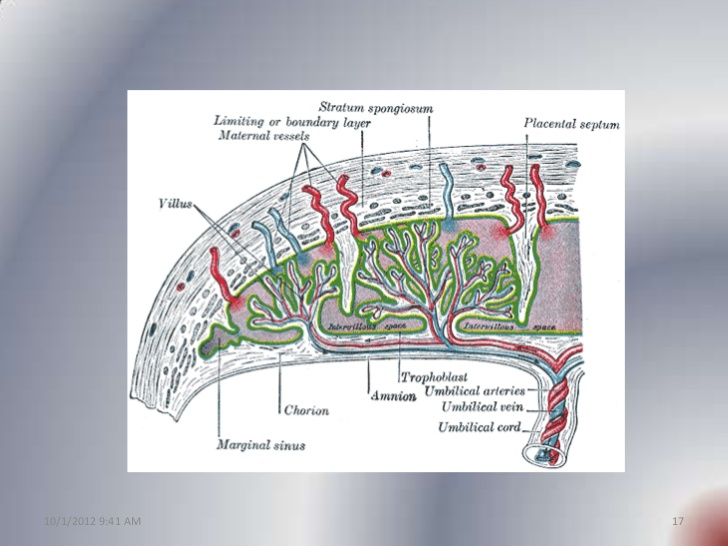 Stratum spongiosum
Limiting or boundary layer
Placental septum
Maternal vessels
Villus
Intervillous space
Intervillous space
Trophoblast
Amnion
Umbilical arteries
Umbilical vein
Chorion
Umbilical cord
Marginal sinus
10/1/2012 9:41 AM
17